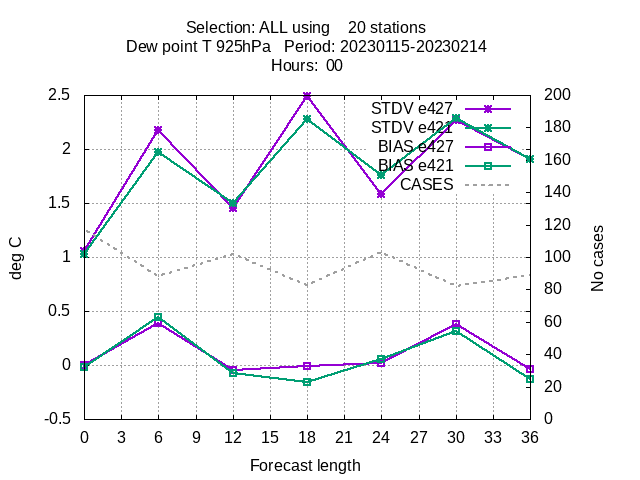 Selection: ALL using 20 stations
Dew point T 925hPa Period: 20230115-20230214
Hours: 00
2.5
2
1.5
1
0.5
0
-0.5
deg C
200
180
160
140
120
100
80
60
40
20
0
No cases
STDV e427
STDV e421
BIAS e427
BIAS e421
CASES
0 3 6 9 12 15 18 21 24 27 30 33 36
Forecast length